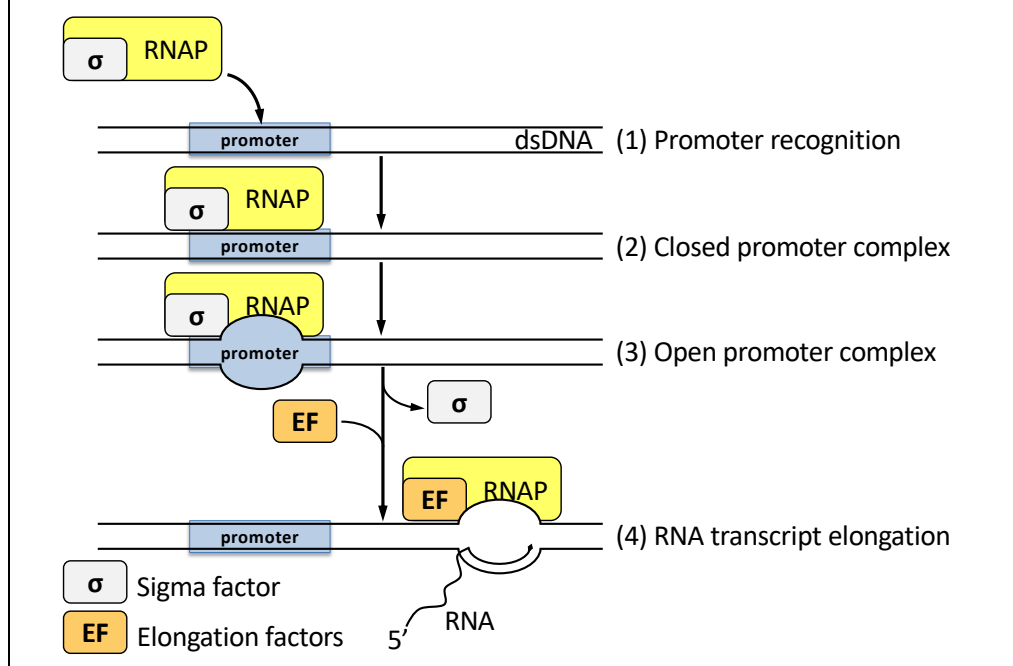 σ RNAP
promoter dsDNA (1) Promoter recognition
σ RNAP
promoter (2) Closed promoter complex
σ RNAP
promoter (3) Open promoter complex
σ
EF
EF RNAP
promoter (4) RNA transcript elongation
σ Sigma factor
RNA
EF Elongation factors 5’